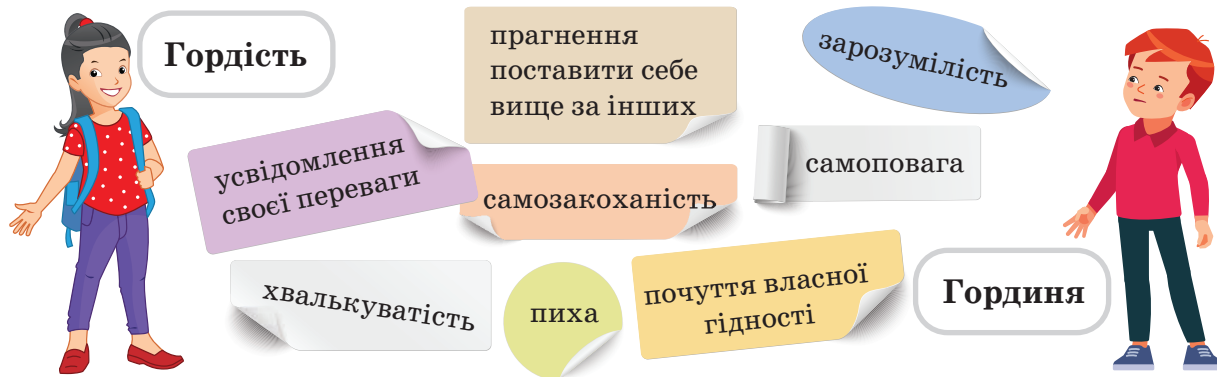 Гордість
прагнення
поставити себе
вище за інших
зарозумілість
усвідомлення
своєї переваги
самозакоханість
самоповага
хвалькуватість
пиха
почуття власної
гідності
Гординя